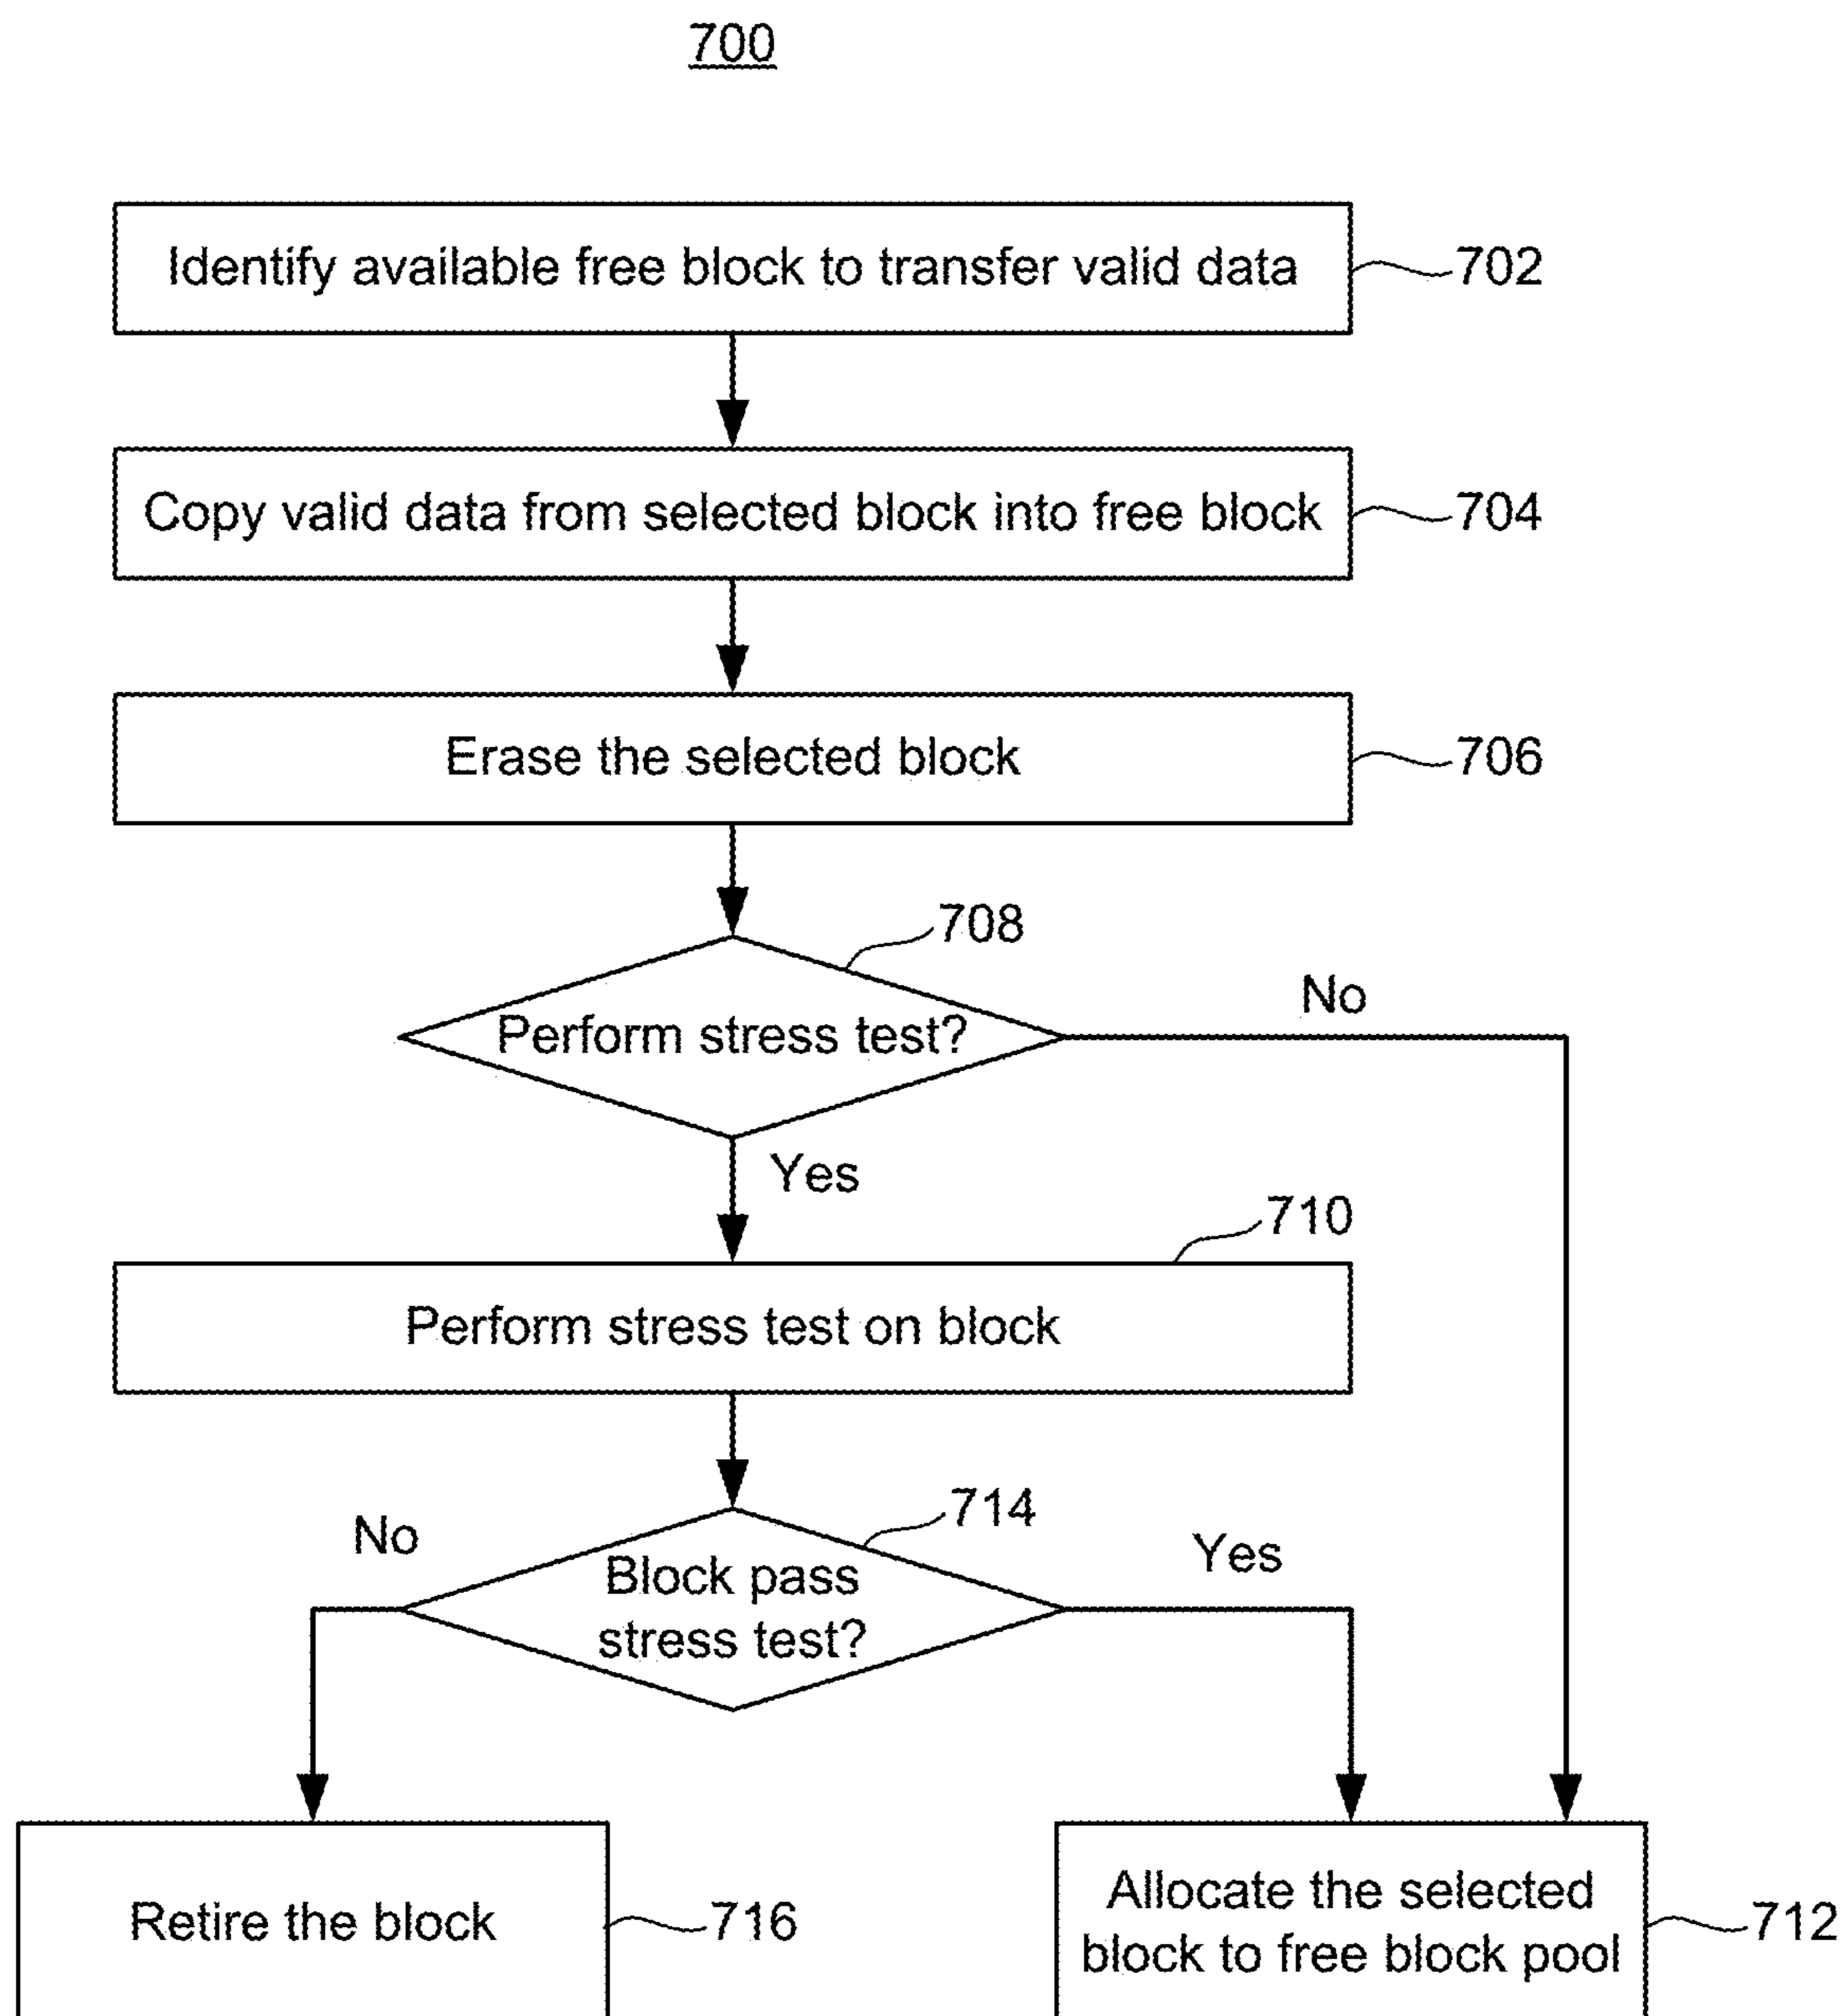 700
Identify available free block to transfer valid data
702
Copy valid data from selected block into free block
704
Erase the selected block
706
708
Perform stress test?
No
Yes
710
Perform stress test on block
714
No
Block pass
stress test?
Yes
Retire the block
716
Allocate the selected
block to free block pool
712